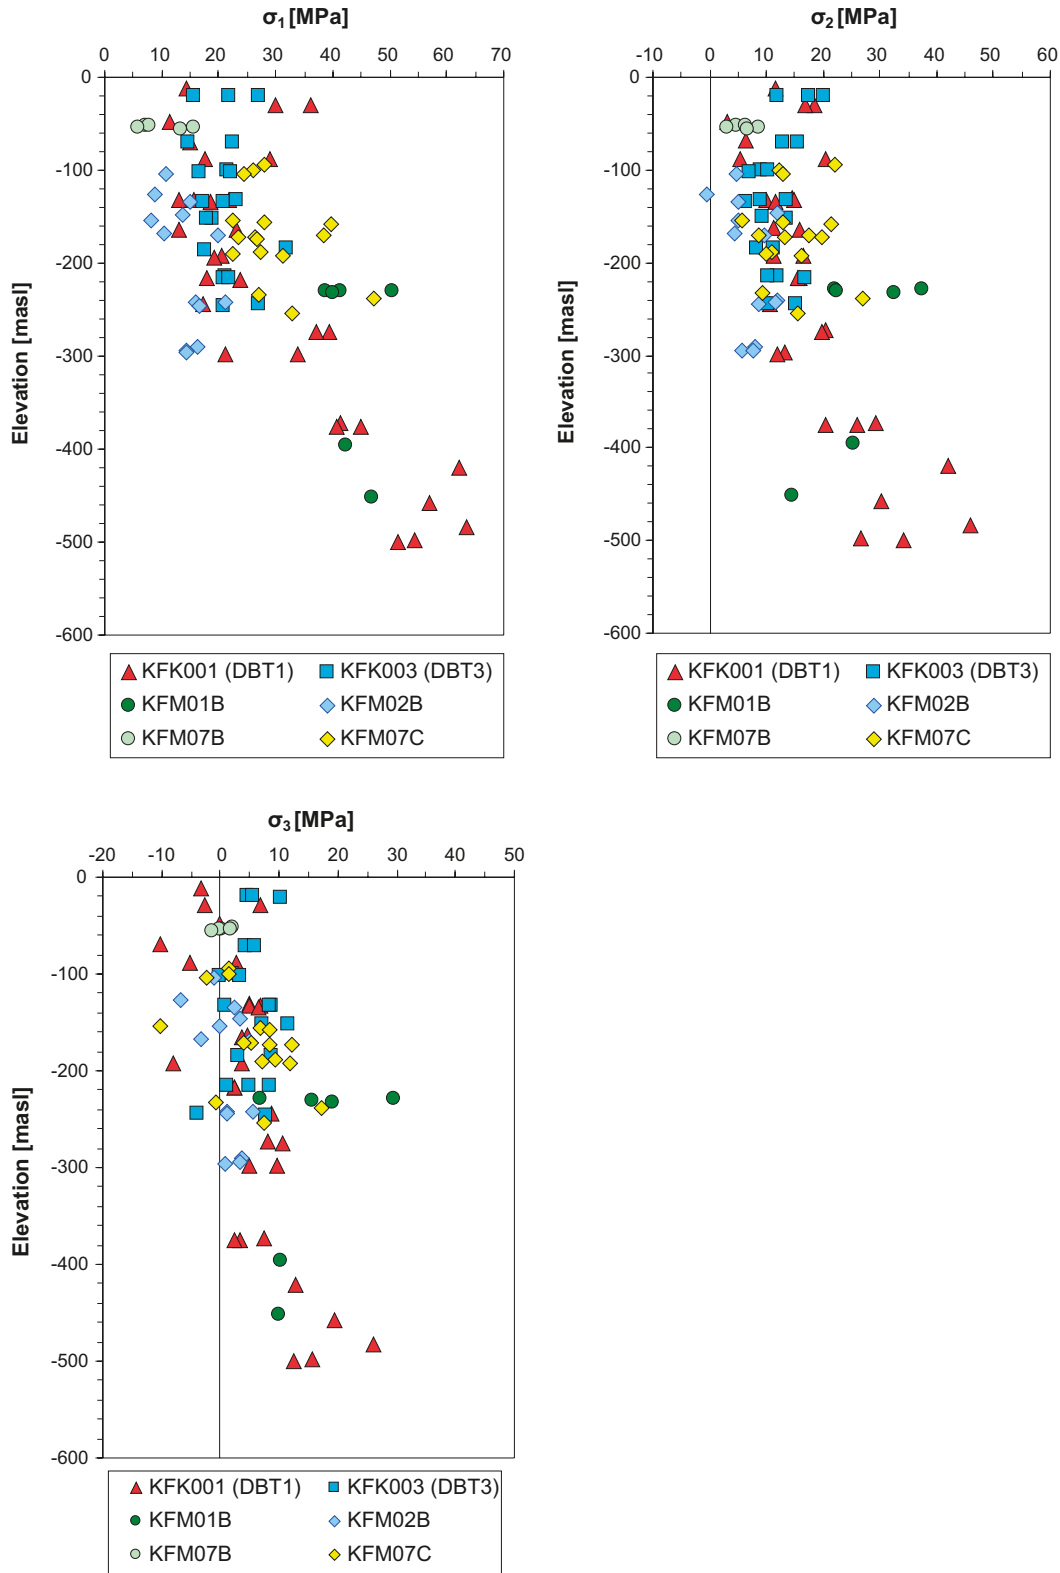 σ1 [MPa]
0 10 20 30 40 50 60 70
0
-100
-200
-300
-400
-500
-600
Elevation [masl]
KFK001 (DBT1) KFK003 (DBT3)
KFM01B KFM02B
KFM07B KFM07C
σ2 [MPa]
-10 0 10 20 30 40 50 60
0
-100
-200
-300
-400
-500
-600
Elevation [masl]
KFK001 (DBT1) KFK003 (DBT3)
KFM01B KFM02B
KFM07B KFM07C
σ3 [MPa]
-20 -10 0 10 20 30 40 50
0
-100
-200
-300
-400
-500
-600
Elevation [masl]
KFK001 (DBT1) KFK003 (DBT3)
KFM01B KFM02B
KFM07B KFM07C